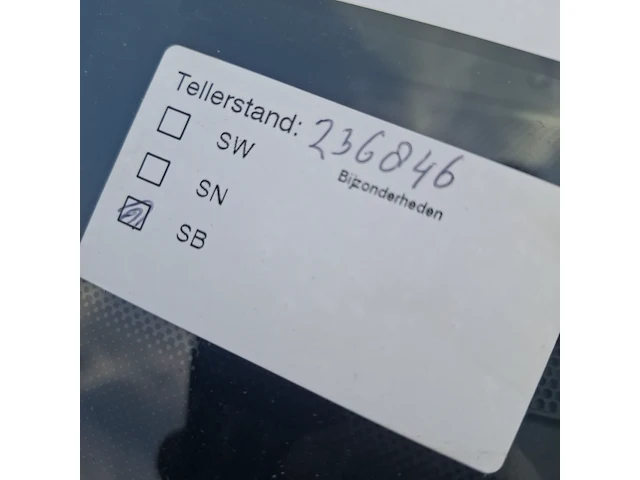 Tellerstand: 236846
SW
Bijzonderheden
SN
SB